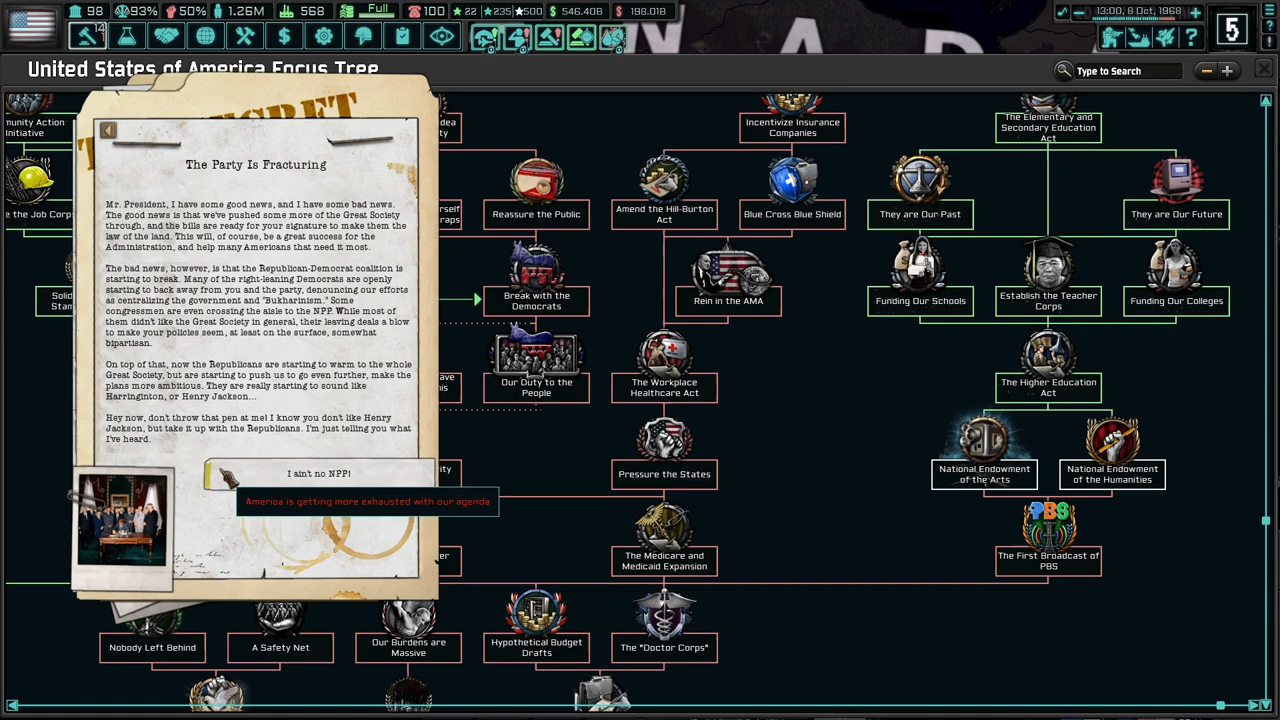 98 93% 50% 1.26M 568 Full 100 22 235 500 $ 546.40B $ 198.01B 13:00, 8 Oct, 1968
14
5
United States of America Focus Tree
Type to Search
munity Action
Initiative
Incentivize Insurance
Companies
The Elementary and
Secondary Education
Act
The Party Is Fracturing
Mr. President, I have some good news, and I have some bad news.
The good news is that we've pushed some more of the Great Society
through, and the bills are ready for your signature to make them the
law of the land. This will, of course, be a great success for the
Administration, and help many Americans that need it most.
The bad news, however, is that the Republican-Democrat coalition is
starting to break. Many of the right-leaning Democrats are openly
starting to back away from you and the party, denouncing our efforts
as centralizing the government and "Bukharinism." Some
congressmen are even crossing the aisle to the NPP. While most of
them didn't like the Great Society in general, their leaving deals a blow
to make your policies seem, at least on the surface, somewhat
bipartisan.
On top of that, now the Republicans are starting to warm to the whole
Great Society, but are starting to push us to go even further, make the
plans more ambitious. They are really starting to sound like
Harrington, or Henry Jackson...
Hey now, don't throw that pen at me! I know you don't like Henry
Jackson, but take it up with the Republicans. I'm just telling you what
I've heard.
I ain't no NPP!
America is getting more exhausted with our agenda
e the Job Corp
Reassure the Public
Amend the Hill-Burton
Act
Blue Cross Blue Shield
They are Our Past
They are Our Future
Solid
Stan
Break with the
Democrats
Rein in the AMA
Funding Our Schools
Establish the Teacher
Corps
Funding Our Colleges
Our Duty to the
People
The Workplace
Healthcare Act
The Higher Education
Act
Pressure the States
National Endowment
of the Arts
National Endowment
of the Humanities
PBS
The Medicare and
Medicaid Expansion
The First Broadcast of
PBS
Nobody Left Behind
A Safety Net
Our Burdens are
Massive
Hypothetical Budget
Drafts
The "Doctor Corps"